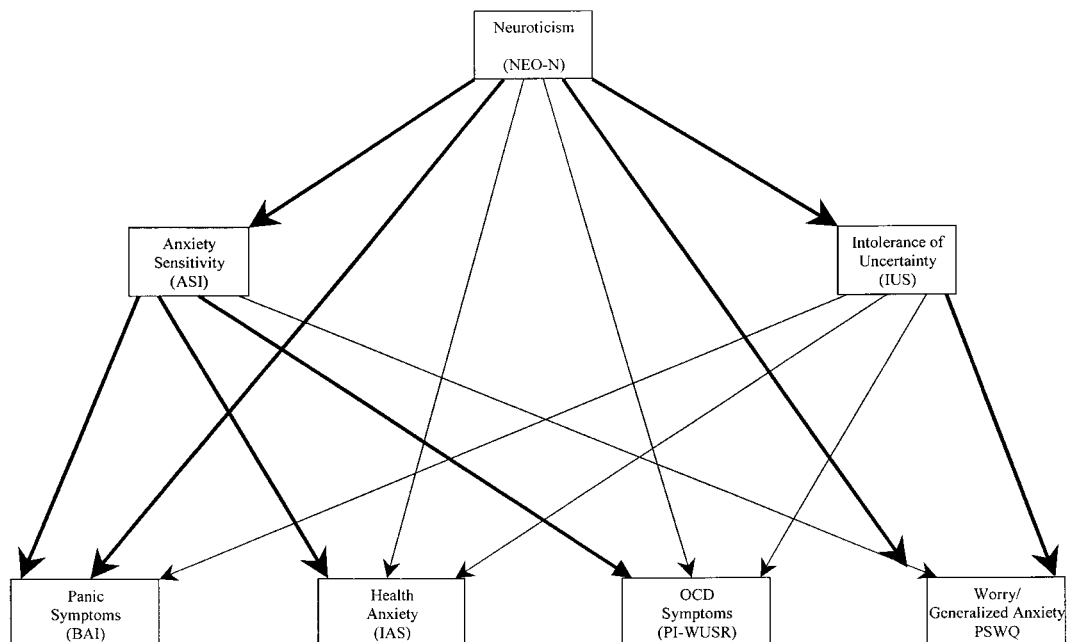 Neuroticism
(NEO-N)
Anxiety
Sensitivity
(ASI)
Intolerance of
Uncertainty
(IUS)
Panic
Symptoms
(BAI)
Health
Anxiety
(IAS)
OCD
Symptoms
(PI-WUSR)
Worry/
Generalized Anxiety
PSWQ